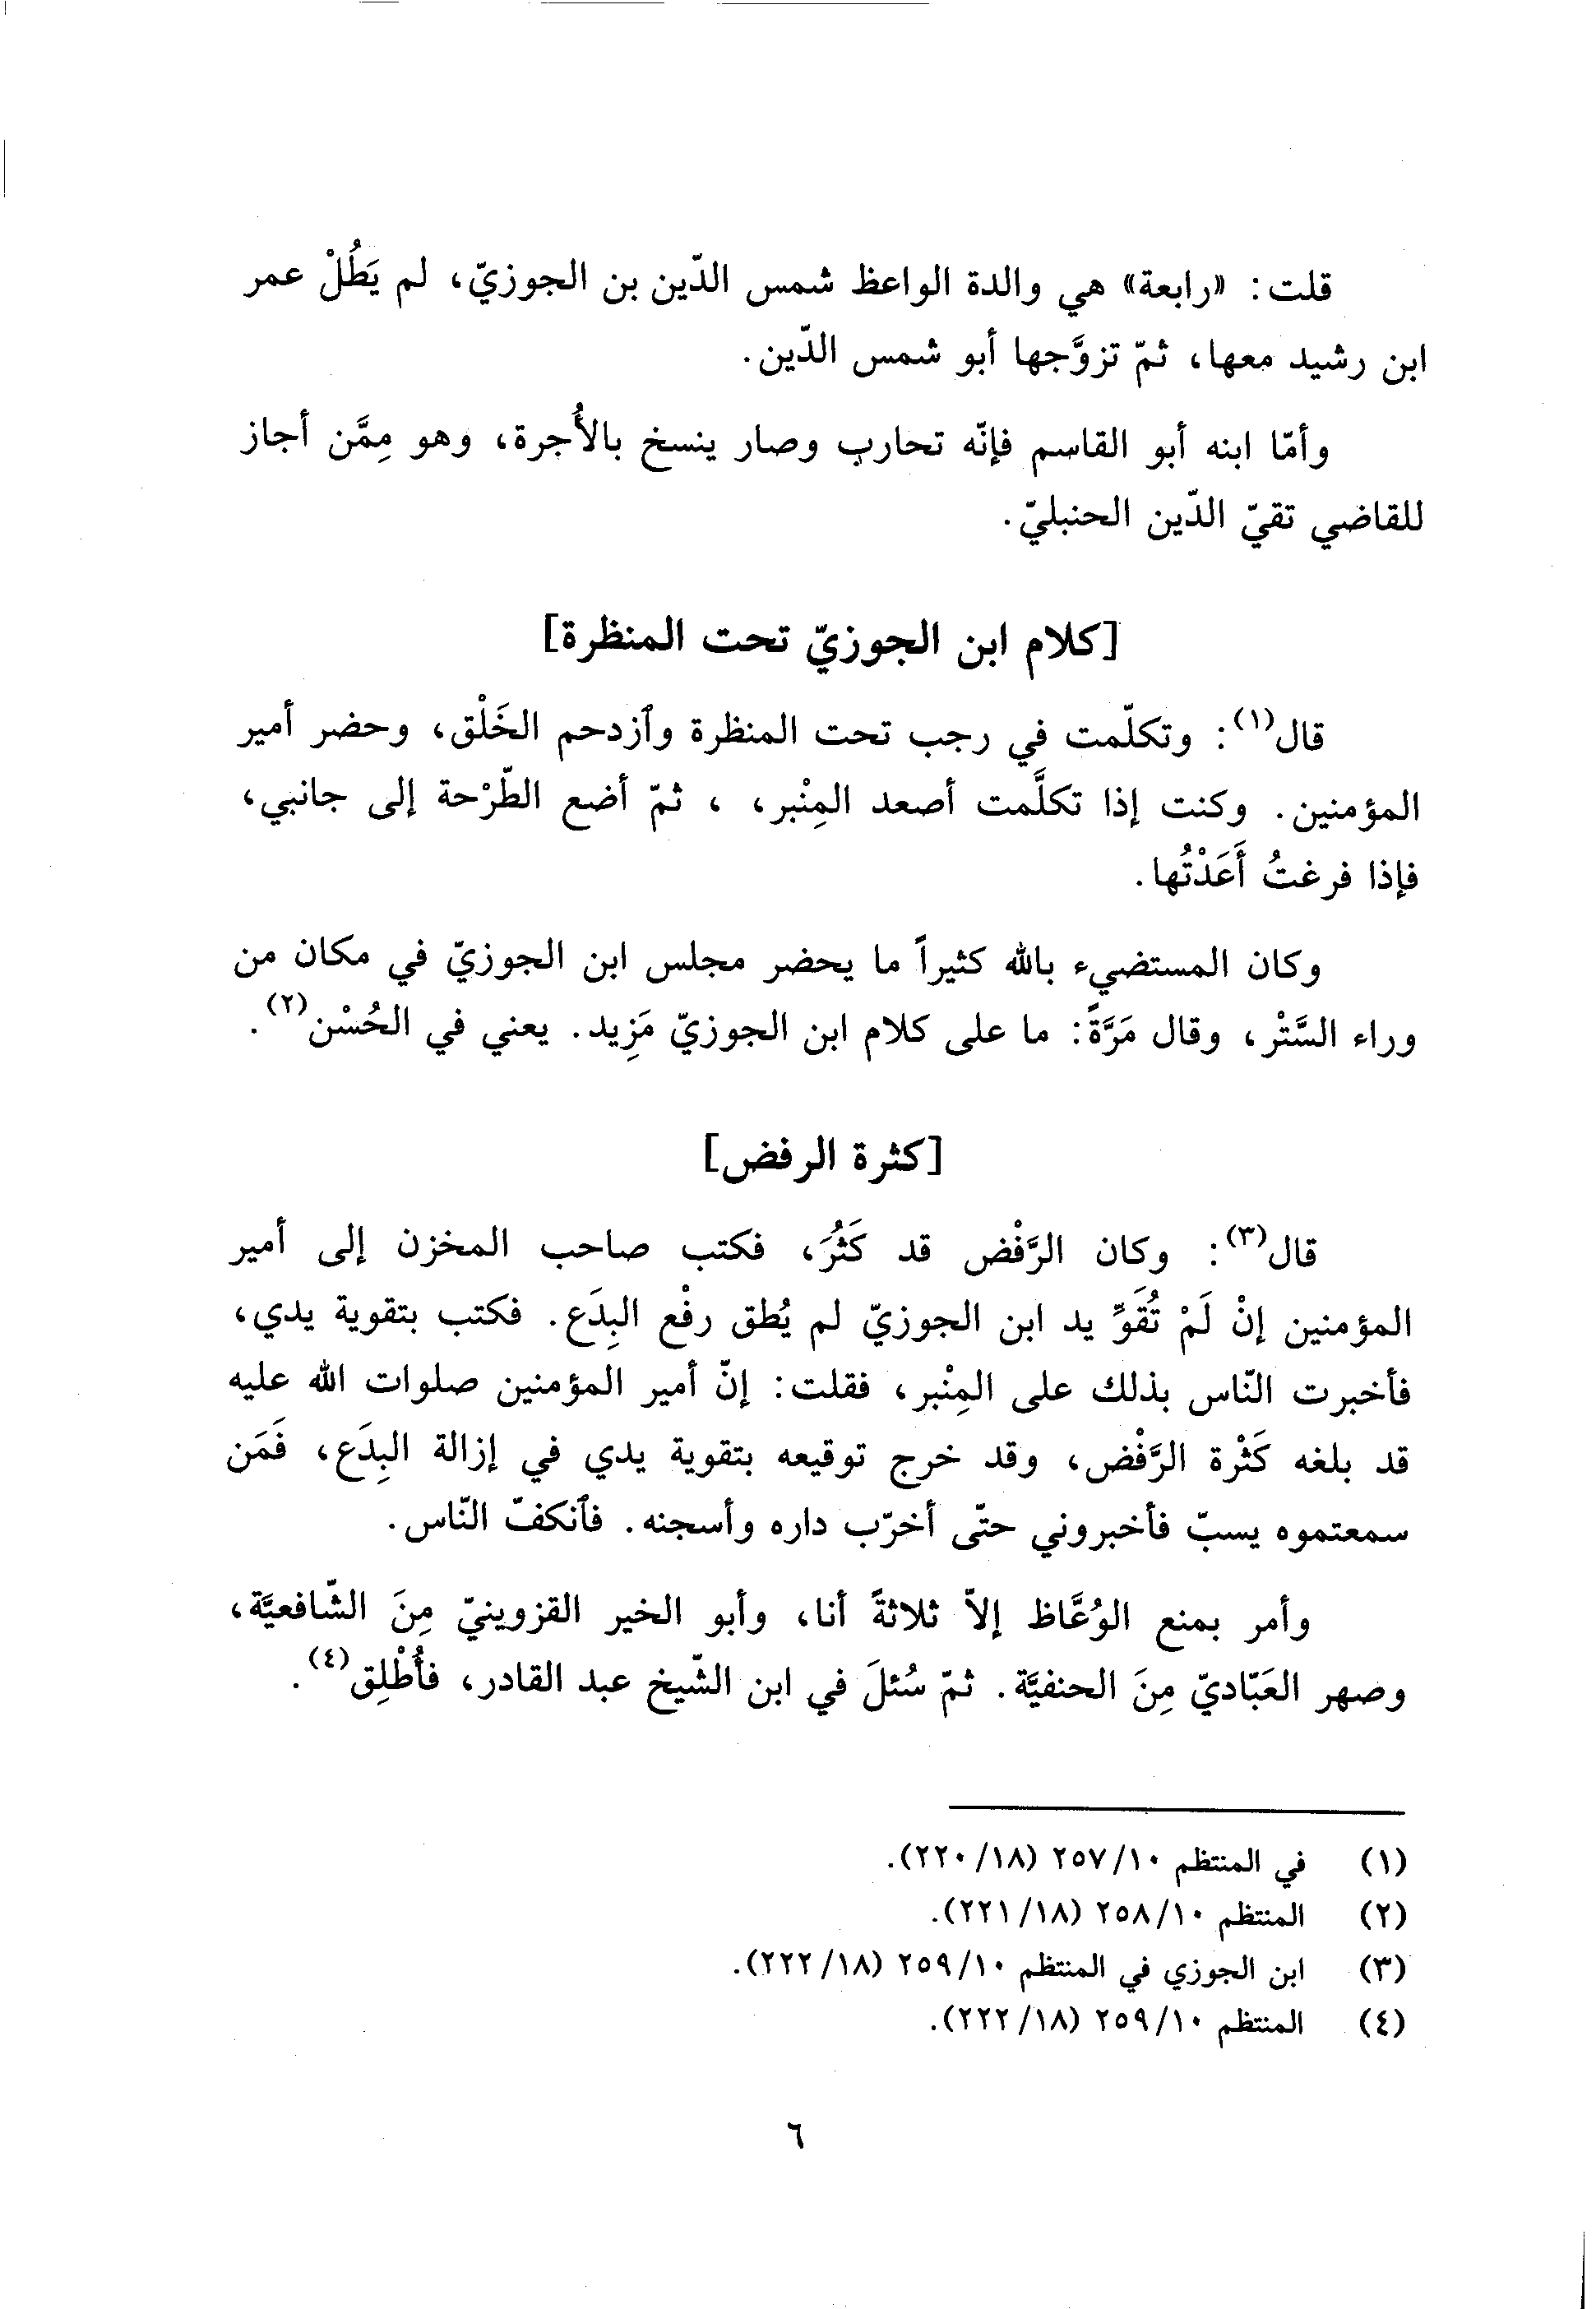 قلت: «رابعة» هي والدة الواعظ شمس الدّين بن الجوزيّ، لم يَطُلْ عمر
ابن رشيد معها، ثمّ تزوَّجها أبو شمس الدّين.
وأمّا ابنه أبو القاسم فإنّه تحارب وصار ينسخ بالأُجرة، وهو مِمَّن أجاز
للقاضي تقيّ الدّين الحنبليّ.
[كلام ابن الجوزيّ تحت المنظرة]
قال(١): وتكلّمت في رجب تحت المنظرة وٱزدحم الخَلْق، وحضر أمير
المؤمنين. وكنت إذا تكلَّمت أصعد المِنْبر، ، ثمّ أضع الطّرْحة إلى جانبي،
فإذا فرغتُ أَعَدْتُها.
وكان المستضيء بالله كثيراً ما يحضر مجلس ابن الجوزيّ في مكان من
وراء السَّتْر، وقال مَرَّةً: ما على كلام ابن الجوزيّ مَزِيد. يعني في الحُسْن(٢).
[كثرة الرفض]
قال(٣): وكان الرَّفْض قد كَثُرَ، فكتب صاحب المخزن إلى أمير
المؤمنين إنْ لَمْ تُقَوِّ يد ابن الجوزيّ لم يُطق رفْع البِدَع. فكتب بتقوية يدي،
فأخبرت النّاس بذلك على المِنْبر، فقلت: إنّ أمير المؤمنين صلوات الله عليه
قد بلغه كَثْرة الرَّفْض، وقد خرج توقيعه بتقوية يدي في إزالة البِدَع، فَمَن
سمعتموه يسبّ فأخبروني حتّى أخرّب داره وأسجنه. فٱنكفّ النّاس.
وأمر بمنع الوُعَّاظ إلاّ ثلاثةً أنا، وأبو الخير القزوينيّ مِنَ الشّافعيَّة،
وصهر العَبّاديّ مِنَ الحنفيَّة. ثمّ سُئلَ في ابن الشّيخ عبد القادر، فأُطْلِق(٤).
(١) في المنتظم ٢٥٧/١٠ (٢٢٠/١٨).
(٢) المنتظم ٢٥٨/١٠ (٢٢١/١٨).
(٣) ابن الجوزي في المنتظم ٢٥٩/١٠ (٢٢٢/١٨).
(٤) المنتظم ٢٥٩/١٠ (٢٢٢/١٨).
٦